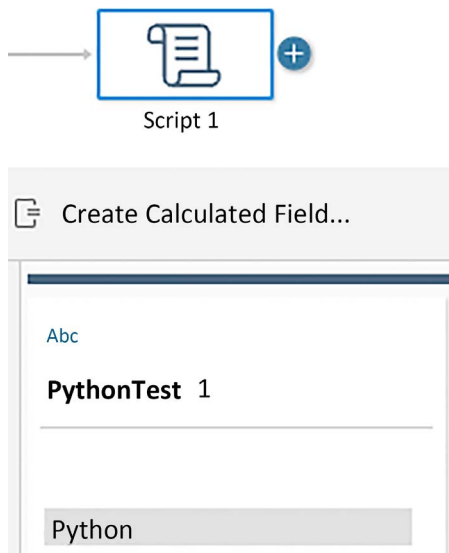 Script 1
Create Calculated Field...
Abc
PythonTest 1
Python